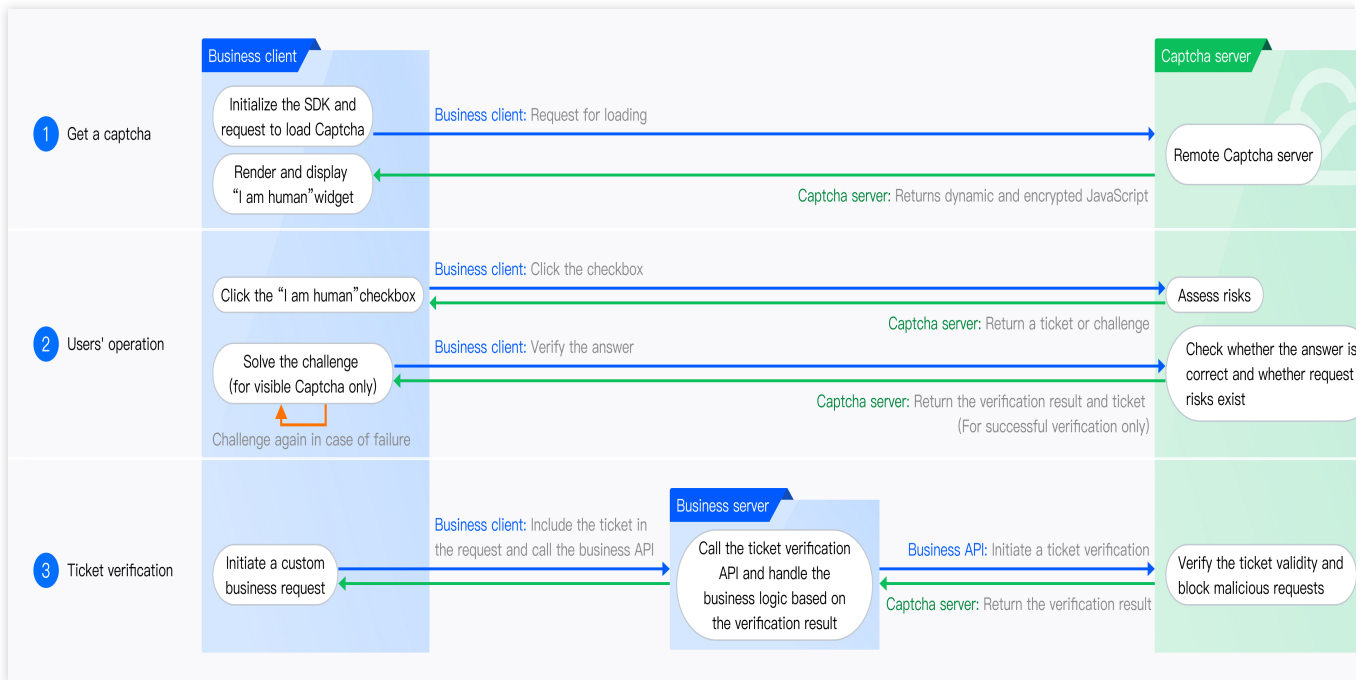 Business client
Captcha server
1 Get a captcha
Initialize the SDK and
request to load Captcha
Business client: Request for loading
Remote Captcha server
Render and display
“I am human”widget
Captcha server: Returns dynamic and encrypted JavaScript
2 Users' operation
Click the “I am human”checkbox
Business client: Click the checkbox
Assess risks
Captcha server: Return a ticket or challenge
Solve the challenge
(for visible Captcha only)
Business client: Verify the answer
Check whether the answer is
correct and whether request
risks exist
Captcha server: Return the verification result and ticket
(For successful verification only)
Challenge again in case of failure
3 Ticket verification
Initiate a custom
business request
Business client: Include the ticket in
the request and call the business API
Business server
Call the ticket verification
API and handle the
business logic based on
the verification result
Business API: Initiate a ticket verification
Captcha server: Return the verification result
Verify the ticket validity and
block malicious requests